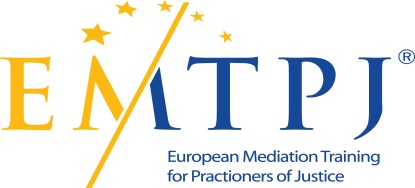 EMTPJ®
European Mediation Training
for Practioners of Justice